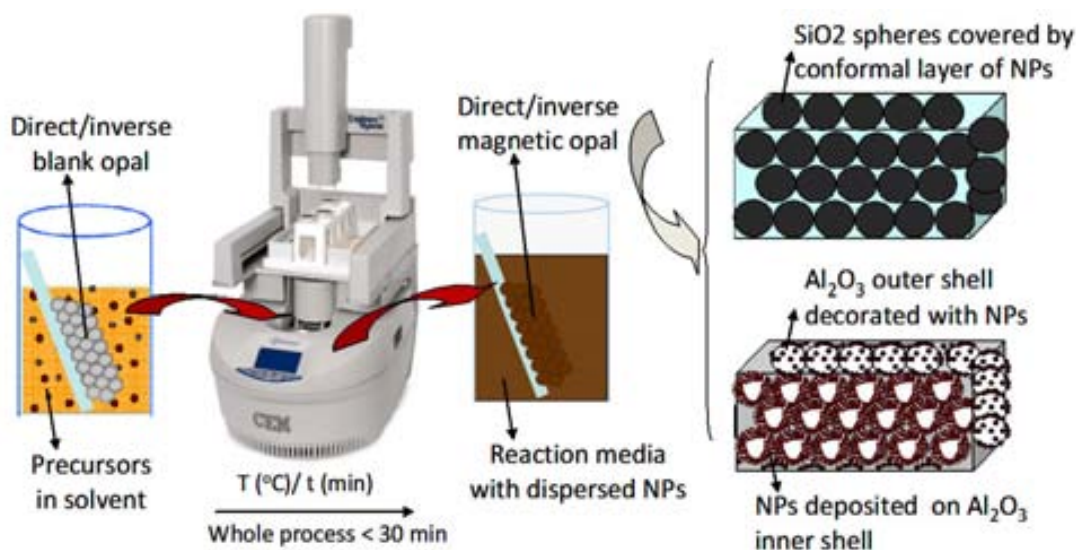 Direct/inverse
blank opal
Precursors
in solvent
CEM
T (°C)/ t (min)
Whole process < 30 min
Direct/inverse
magnetic opal
Reaction media
with dispersed NPs
SiO2 spheres covered by
conformal layer of NPs
Al₂O₃ outer shell
decorated with NPs
NPs deposited on Al₂O₃
inner shell